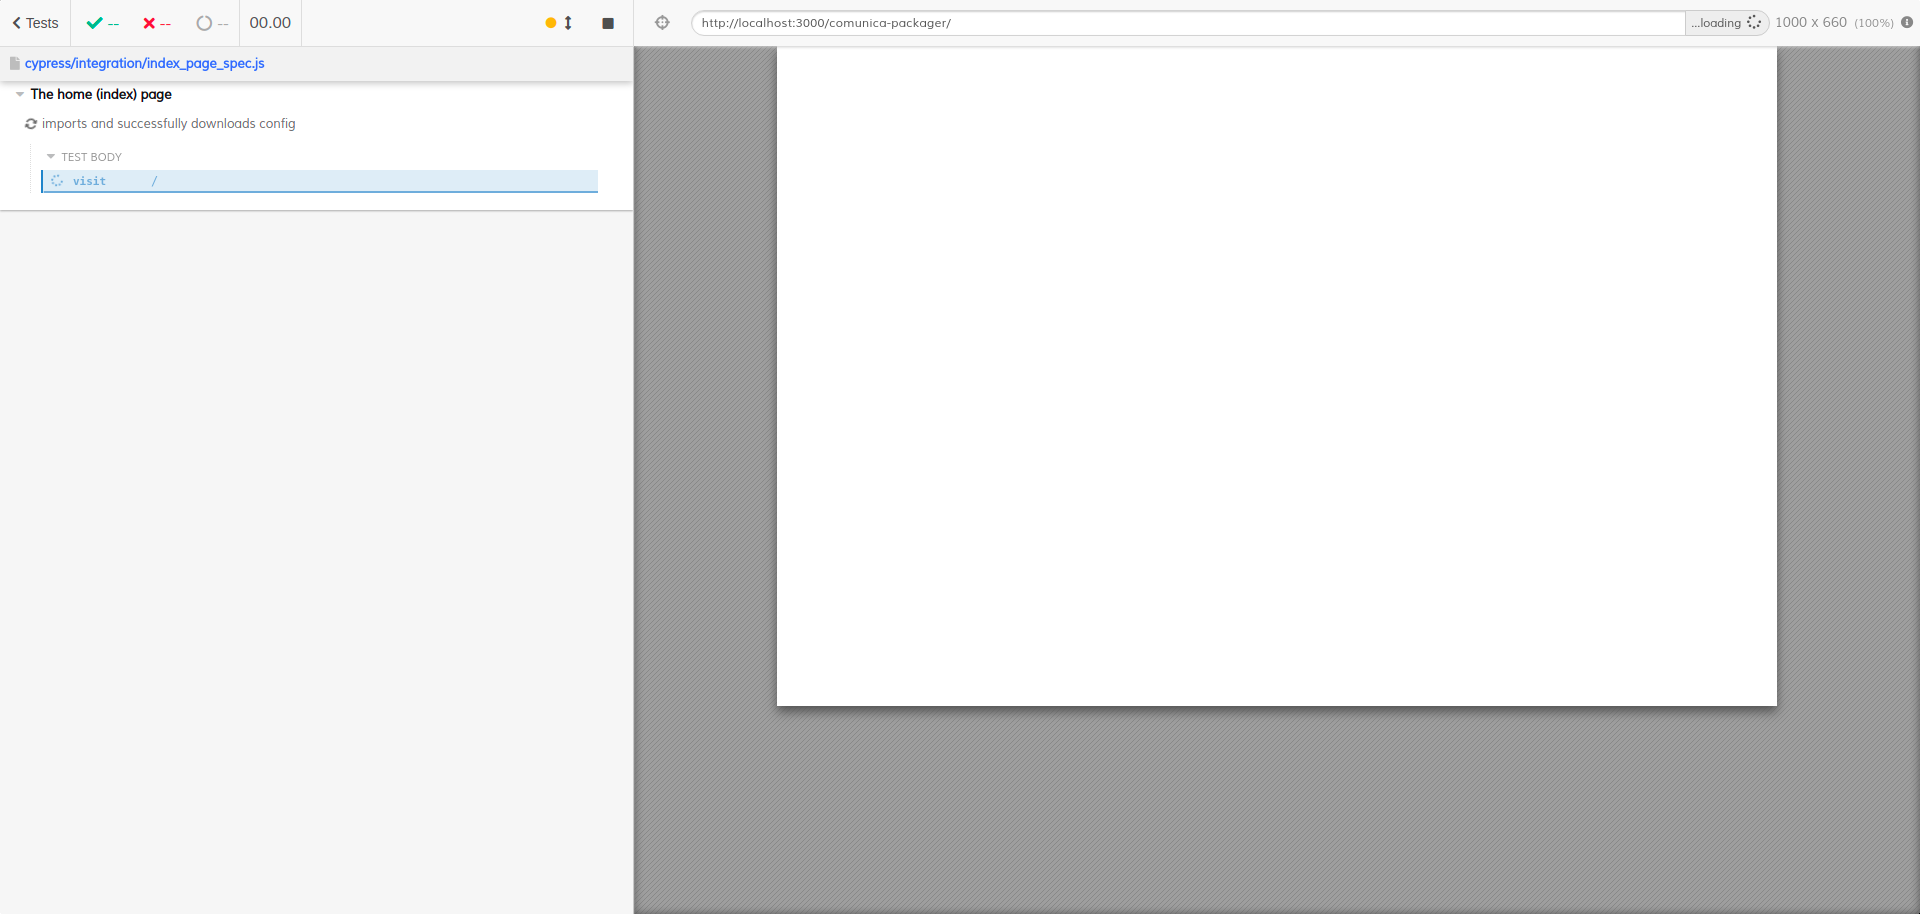 Tests -- -- -- 00.00
http://localhost:3000/comunica-packager/ ...loading 1000 x 660 (100%)
cypress/integration/index_page_spec.js
The home (index) page
imports and successfully downloads config
TEST BODY
visit /